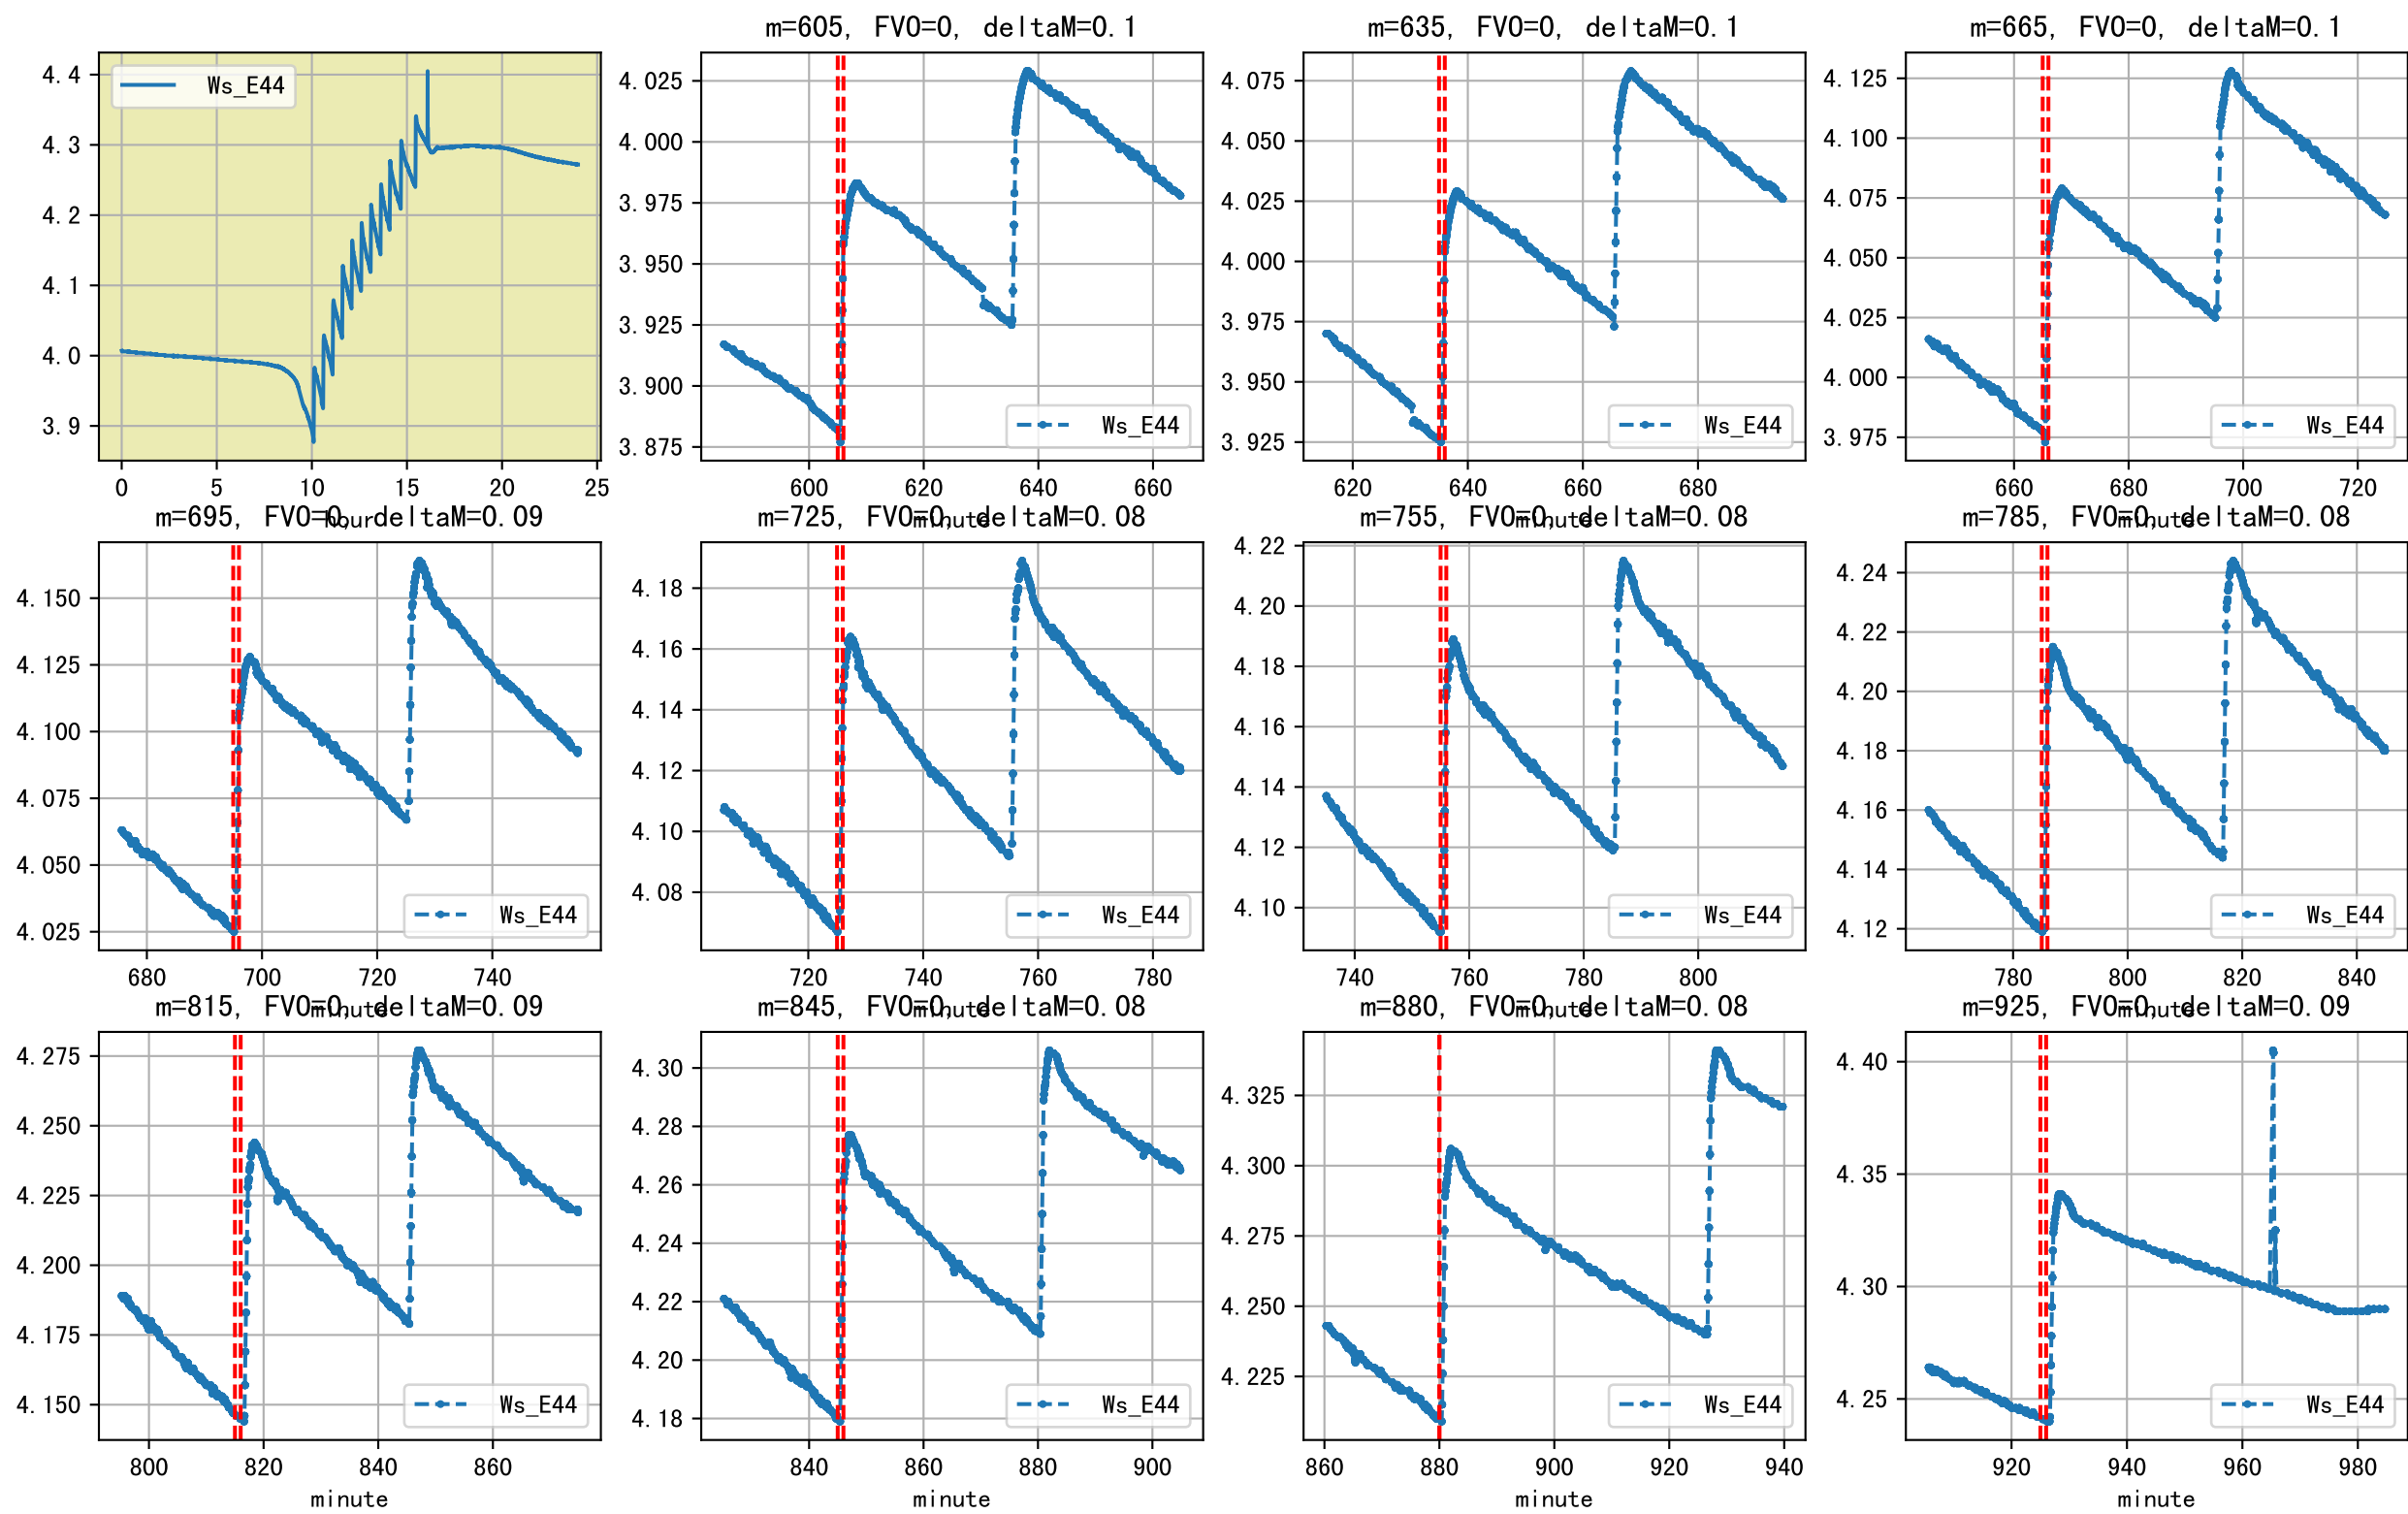 m=605, FVO=0, deltaM=0.1
m=635, FVO=0, deltaM=0.1
m=665, FVO=0, deltaM=0.1
Ws_E44
4.4
4.3
4.2
4.1
4.0
3.9
0 5 10 15 20 25
hour
4.025
4.000
3.975
3.950
3.925
3.900
3.875
Ws_E44
600 620 640 660
minute
4.075
4.050
4.025
4.000
3.975
3.950
3.925
Ws_E44
620 640 660 680
minute
4.125
4.100
4.075
4.050
4.025
4.000
3.975
Ws_E44
660 680 700 720
minute
m=695, FVO=0, deltaM=0.09
4.150
4.125
4.100
4.075
4.050
4.025
Ws_E44
680 700 720 740
minute
m=725, FVO=0, deltaM=0.08
4.18
4.16
4.14
4.12
4.10
4.08
Ws_E44
720 740 760 780
minute
m=755, FVO=0, deltaM=0.08
4.22
4.20
4.18
4.16
4.14
4.12
4.10
Ws_E44
740 760 780 800
minute
m=785, FVO=0, deltaM=0.08
4.24
4.22
4.20
4.18
4.16
4.14
4.12
Ws_E44
780 800 820 840
minute
m=815, FVO=0, deltaM=0.09
4.275
4.250
4.225
4.200
4.175
4.150
Ws_E44
800 820 840 860
minute
m=845, FVO=0, deltaM=0.08
4.30
4.28
4.26
4.24
4.22
4.20
4.18
Ws_E44
840 860 880 900
minute
m=880, FVO=0, deltaM=0.08
4.325
4.300
4.275
4.250
4.225
Ws_E44
860 880 900 920 940
minute
m=925, FVO=0, deltaM=0.09
4.40
4.35
4.30
4.25
Ws_E44
920 940 960 980
minute